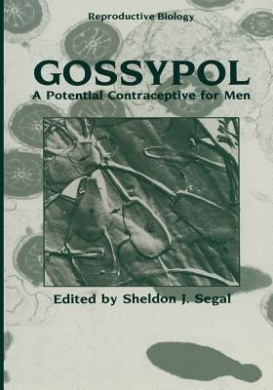 Reproductive Biology
GOSSYPOL
A Potential Contraceptive for Men
Edited by Sheldon J. Segal